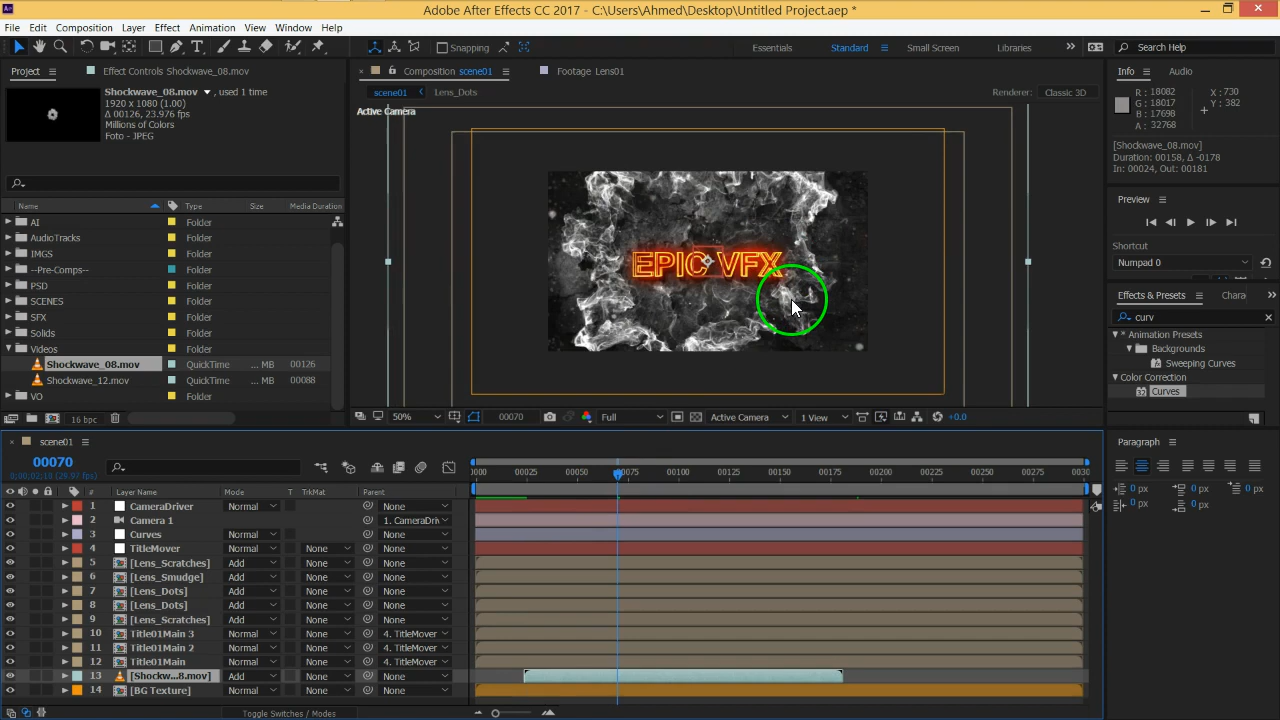 Adobe After Effects CC 2017 - C:\Users\Ahmed\Desktop\Untitled Project.aep *
File Edit Composition Layer Effect Animation View Window Help
Snapping Essentials Standard Small Screen Libraries Search Help
Project Effect Controls Shockwave_08.mov Composition scene01 Footage Lens01 Info Audio
Shockwave_08.mov , used 1 time
1920 x 1080 (1.00)
Δ 00126, 23.976 fps
Millions of Colors
Foto - JPEG
scene01 Lens_Dots Renderer: Classic 3D
Active Camera
EPIC VFX
R : 18082
G : 18017
B : 17698
A : 32768
X : 730
Y : 382
[Shockwave_08.mov]
Duration: 00158, Δ -0178
In: 00024, Out: 00181
Preview
Shortcut
Numpad 0
Effects & Presets Chara
curv
* Animation Presets
Backgrounds
Sweeping Curves
Color Correction
32 Curves
Name Type Size Media Duration
AI Folder
AudioTracks Folder
IMGS Folder
--Pre-Comps-- Folder
PSD Folder
SCENES Folder
SFX Folder
Solids Folder
Videos Folder
Shockwave_08.mov QuickTime ... MB 00126
Shockwave_12.mov QuickTime ... MB 00088
VO Folder
16 bpc
50% 00070 Full Active Camera 1 View +0.0
scene01
00070
0;00;02;10 (29.97 fps)
0000 00025 00050 00075 00100 00125 00150 00175 00200 00225 00250 00275 0030
# Layer Name Mode T TrkMat Parent
1 CameraDriver Normal None
2 Camera 1 1. CameraDriv
3 Curves Normal None
4 TitleMover Normal None None
5 [Lens_Scratches] Add None None
6 [Lens_Smudge] Add None None
7 [Lens_Dots] Add None None
8 [Lens_Dots] Add None None
9 [Lens_Scratches] Add None None
10 Title01Main 3 Normal None 4. TitleMover
11 Title01Main 2 Normal None 4. TitleMover
12 Title01Main Normal None 4. TitleMover
13 [Shockw...8.mov] Add None None
14 [BG Texture] Normal None None
Toggle Switches / Modes
Paragraph
0 px 0 px 0 px
0 px 0 px